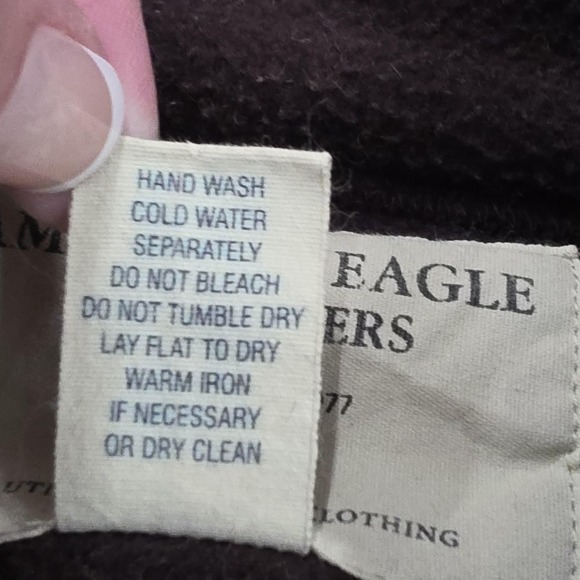 HAND WASH
COLD WATER
SEPARATELY
DO NOT BLEACH
DO NOT TUMBLE DRY
LAY FLAT TO DRY
WARM IRON
IF NECESSARY
OR DRY CLEAN
EAGLE
ERS
77
CLOTHING